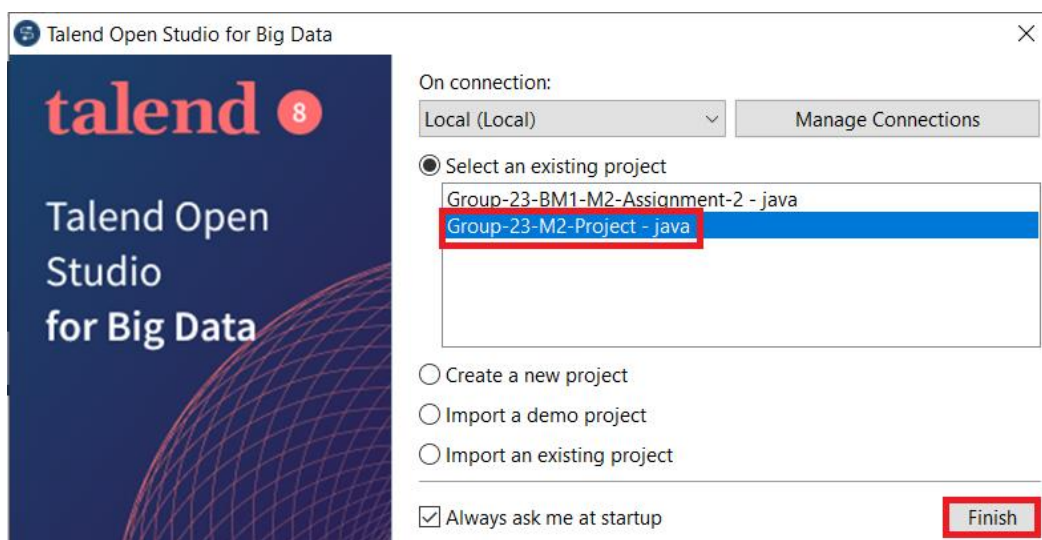 Talend Open Studio for Big Data
talend 8
Talend Open
Studio
for Big Data
On connection:
Local (Local)
Manage Connections
Select an existing project
Group-23-BM1-M2-Assignment-2 - java
Group-23-M2-Project - java
Create a new project
Import a demo project
Import an existing project
Always ask me at startup
Finish